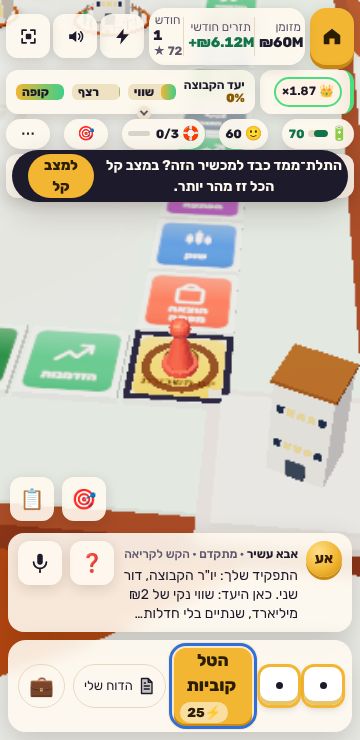 מזומן
₪60M
תזרים חודשי
+₪6.12M
חודש
1
★ 72
×1.87
יעד הקבוצה
0%
שווי
רצף
קופה
70
60
0/3
...
התלת־ממד כבד למכשיר הזה? במצב קל
הכל זז מהר יותר.
למצב
קל
שוק
הזדמנות
אע
אבא עשיר • מתקדם • הקש לקריאה
התפקיד שלך: יו"ר הקבוצה, דור
שני. כאן היעד: שווי נקי של ₪2
מיליארד, שנתיים בלי חדלות...
הטל
קוביות
25⚡
הדוח שלי